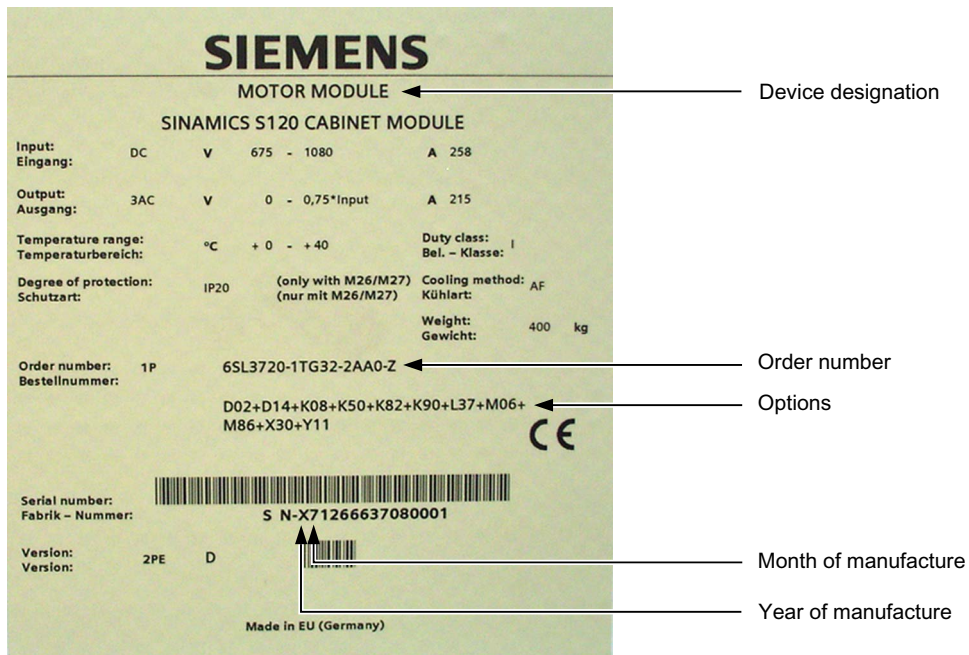 SIEMENS
MOTOR MODULE
Device designation
SINAMICS S120 CABINET MODULE
Input:
Eingang:
DC V 675 - 1080 A 258
Output:
Ausgang:
3AC V 0 - 0,75*Input A 215
Temperature range:
Temperaturbereich:
°C + 0 - + 40
Duty class:
Bel. – Klasse:
I
Degree of protection:
Schutzart:
IP20
(only with M26/M27)
(nur mit M26/M27)
Cooling method:
Kühlart:
AF
Weight:
Gewicht:
400 kg
Order number:
Bestellnummer:
1P 6SL3720-1TG32-2AA0-Z
Order number
D02+D14+K08+K50+K82+K90+L37+M06+
M86+X30+Y11
Options
CE
Serial number:
Fabrik – Nummer:
S N-X71266637080001
Version:
Version:
2PE D
Month of manufacture
Year of manufacture
Made in EU (Germany)